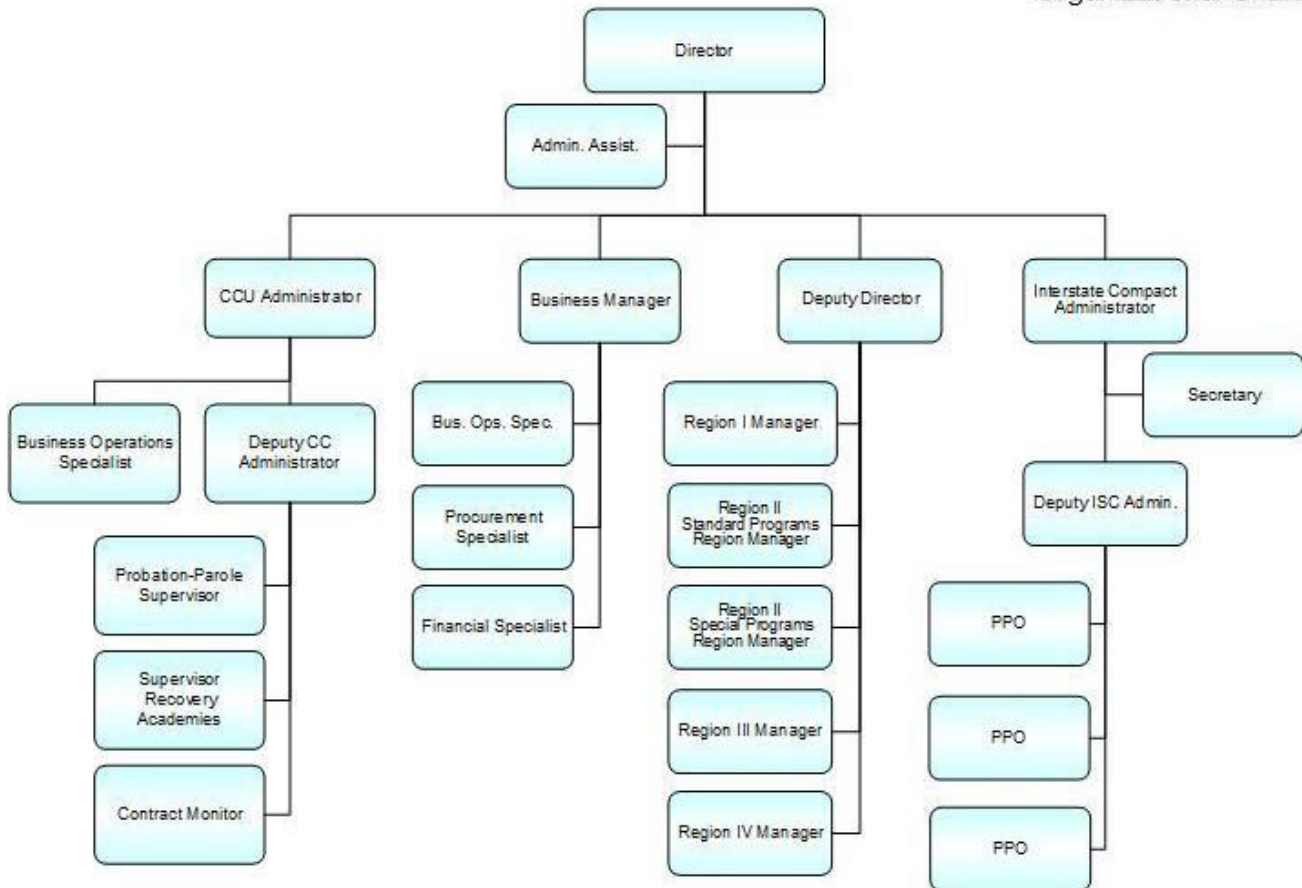 Director
Admin. Assist.
CCU Administrator
Business Manager
Deputy Director
Interstate Compact
Administrator
Secretary
Business Operations
Specialist
Deputy CC
Administrator
Bus. Ops. Spec.
Region I Manager
Deputy ISC Admin.
Procurement
Specialist
Region II
Standard Programs
Region Manager
Probation-Parole
Supervisor
Financial Specialist
Region II
Special Programs
Region Manager
PPO
Supervisor
Recovery
Academies
Region III Manager
PPO
Contract Monitor
Region IV Manager
PPO